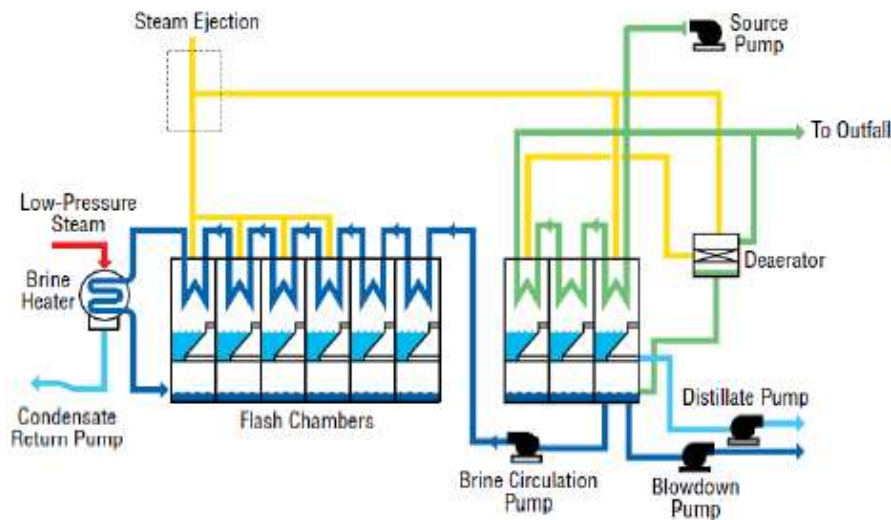 Steam Ejection
Source
Pump
To Outfall
Low-Pressure
Steam
Brine
Heater
Deaerator
Condensate
Return Pump
Flash Chambers
Distillate Pump
Brine Circulation
Pump
Blowdown
Pump